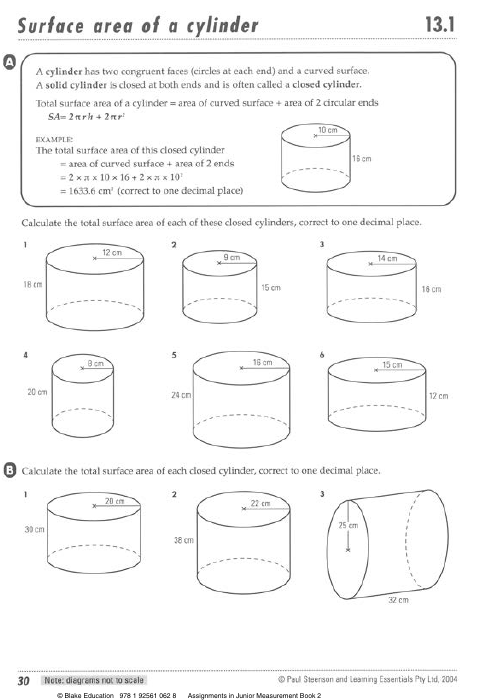 Surface area of a cylinder 13.1
A
A cylinder has two congruent faces (circles at each end) and a curved surface.
A solid cylinder is closed at both ends and is often called a closed cylinder.
Total surface area of a cylinder = area of curved surface + area of 2 circular ends
SA= 2πrh + 2πr²
EXAMPLE:
The total surface area of this closed cylinder
= area of curved surface + area of 2 ends
= 2 × π × 10 × 16 + 2 × π × 10²
= 1633.6 cm² (correct to one decimal place)
10 cm
16 cm
Calculate the total surface area of each of these closed cylinders, correct to one decimal place.
1
12 cm
18 cm
2
9 cm
15 cm
3
14 cm
16 cm
4
8 cm
20 cm
5
16 cm
24 cm
6
15 cm
12 cm
B Calculate the total surface area of each closed cylinder, correct to one decimal place.
1
20 cm
30 cm
2
22 cm
38 cm
3
25 cm
32 cm
30 Note: diagrams not to scale © Paul Steenson and Learning Essentials Pty Ltd, 2004
© Blake Education 978 1 92561 062 8 Assignments in Junior Measurement Book 2